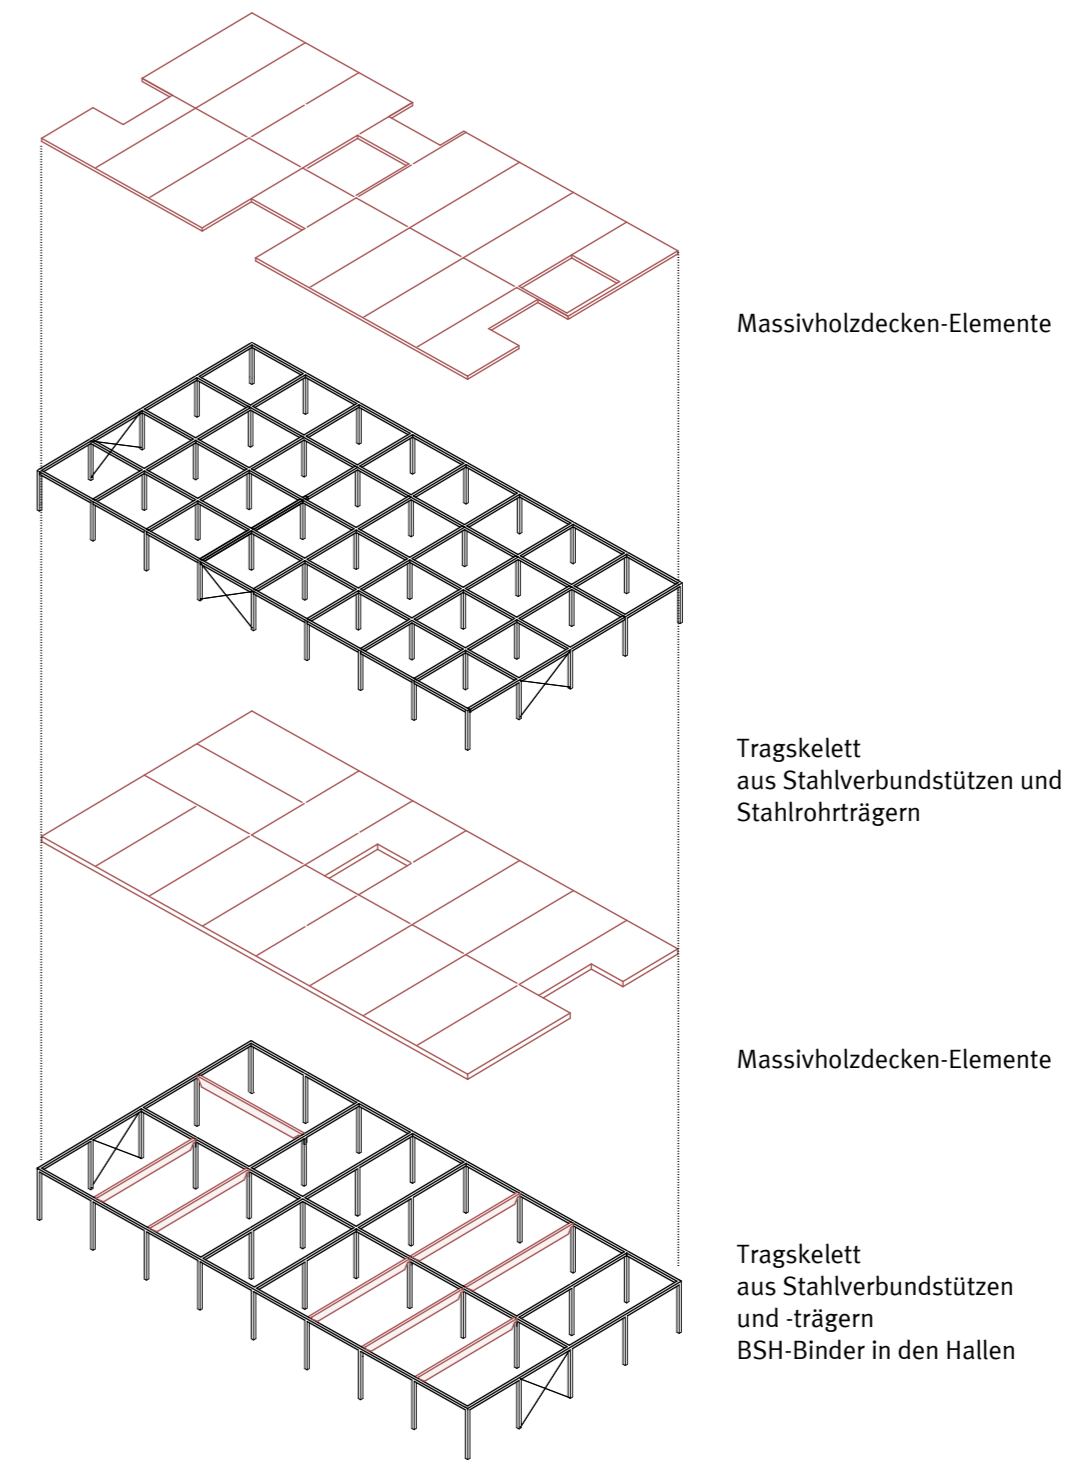 Massivholzdecken-Elemente
Tragskelett
aus Stahlverbundstützen und
Stahlrohrträgern
Massivholzdecken-Elemente
Tragskelett
aus Stahlverbundstützen
und -trägern
BSH-Binder in den Hallen